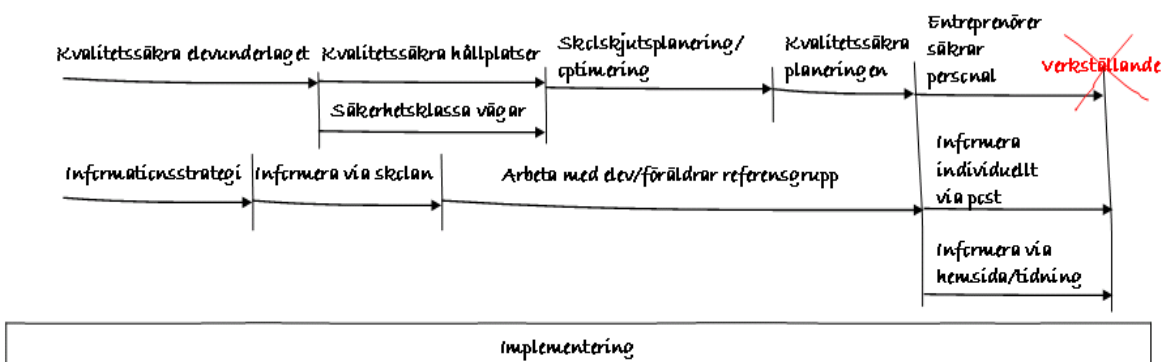 Kvalitetssäkra elevunderlaget
Kvalitetssäkra hållplatser
Skolskjutsplanering/
optimering
Kvalitetssäkra
planeringen
Entreprenörer
säkrar
personal
verkställande
Säkerhetsklassa vägar
Informationsstrategi
Informera via skolan
Arbeta med elev/föräldrar referensgrupp
Informera
individuellt
via post
Informera via
hemsida/tidning
Implementering